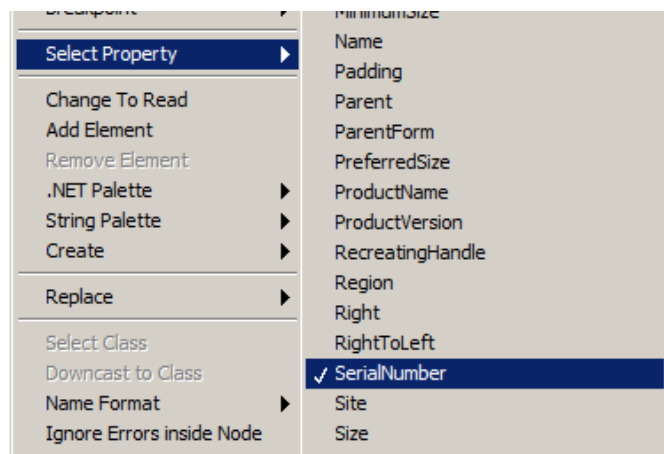 Breakpoint
Select Property
Change To Read
Add Element
Remove Element
.NET Palette
String Palette
Create
Replace
Select Class
Downcast to Class
Name Format
Ignore Errors inside Node
MinimumSize
Name
Padding
Parent
ParentForm
PreferredSize
ProductName
ProductVersion
RecreatingHandle
Region
Right
RightToLeft
SerialNumber
Site
Size